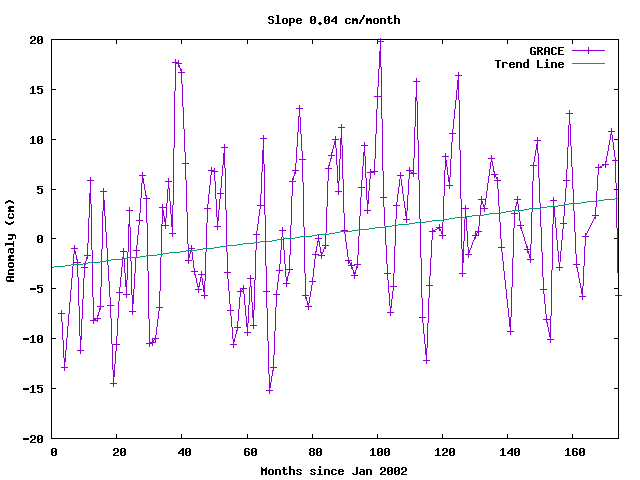 Slope 0.04 cm/month
GRACE
Trend Line
20
15
10
5
0
-5
-10
-15
-20
Anomaly (cm)
0 20 40 60 80 100 120 140 160
Months since Jan 2002